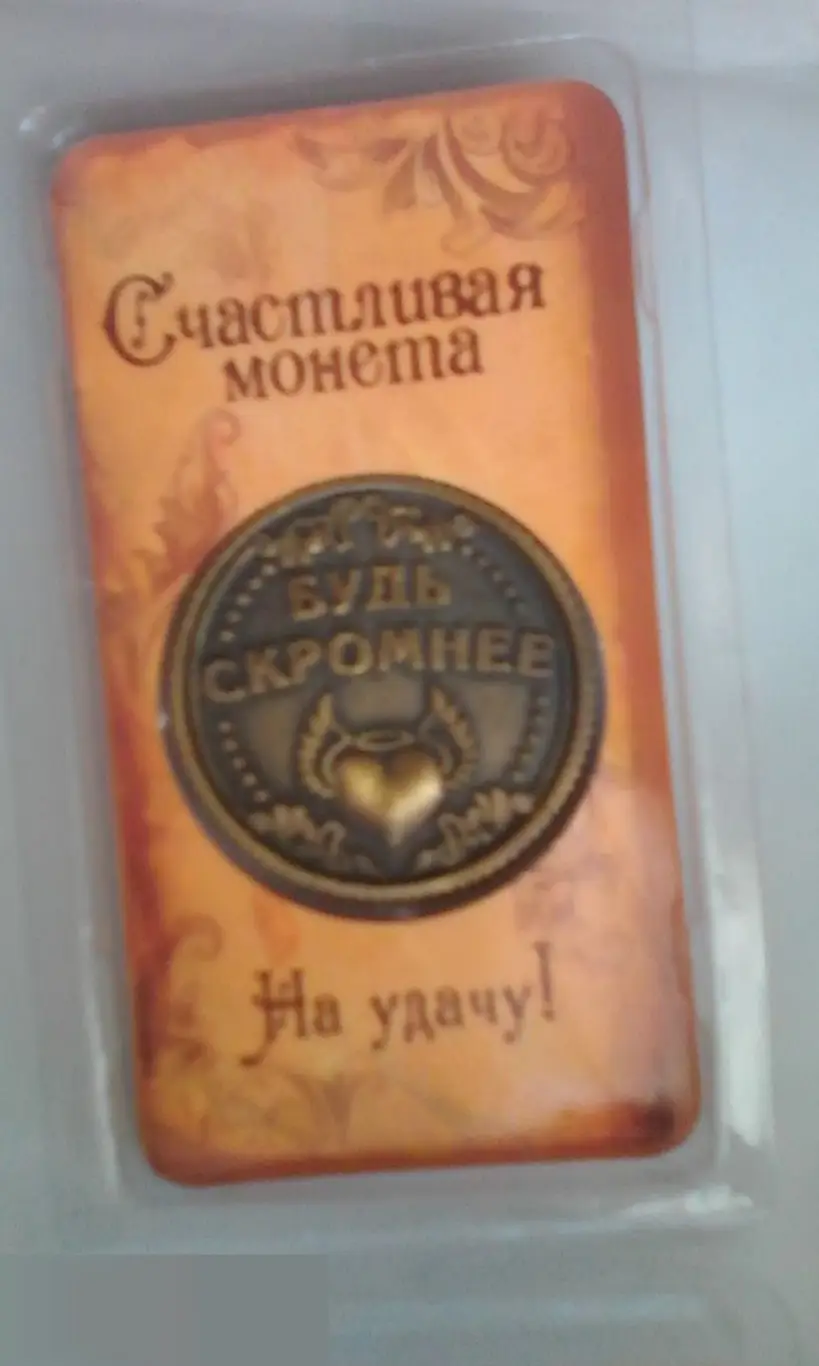 Счастливая
монета
БУДЬ
СКРОМНЕЕ
На удачу!